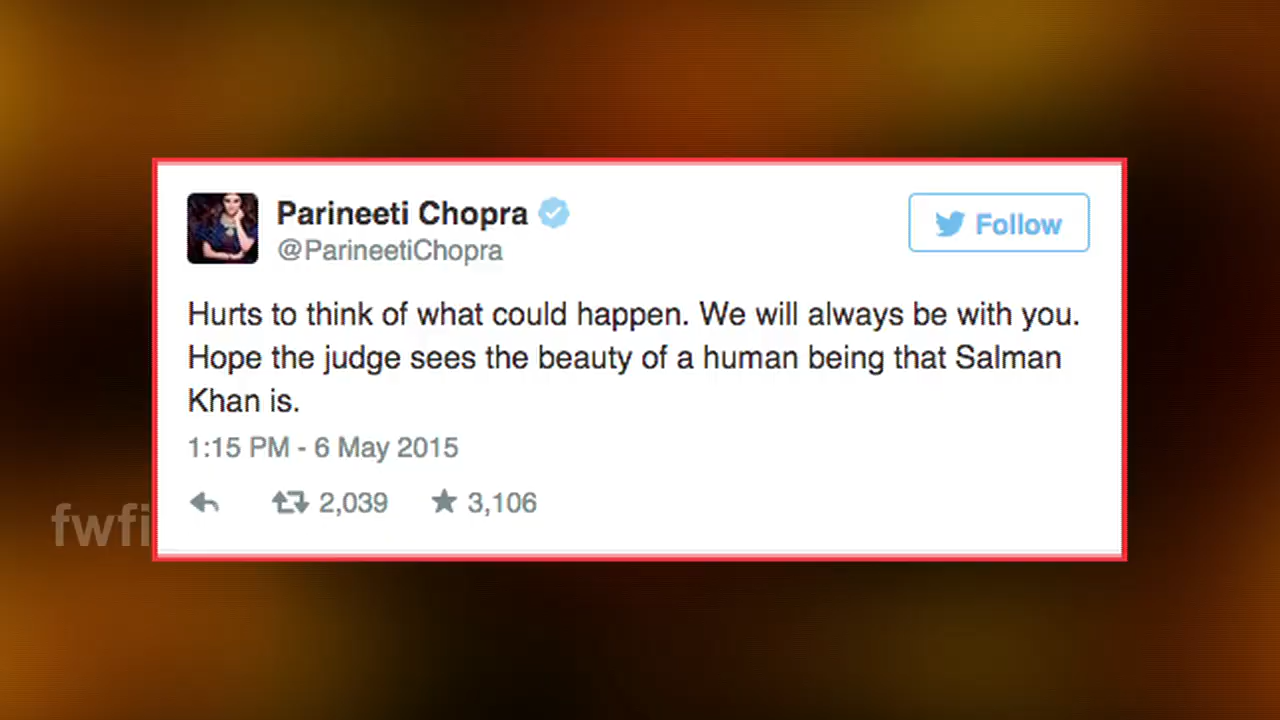 Parineeti Chopra
@ParineetiChopra
Follow
Hurts to think of what could happen. We will always be with you.
Hope the judge sees the beauty of a human being that Salman
Khan is.
1:15 PM - 6 May 2015
2,039 3,106
fwfi